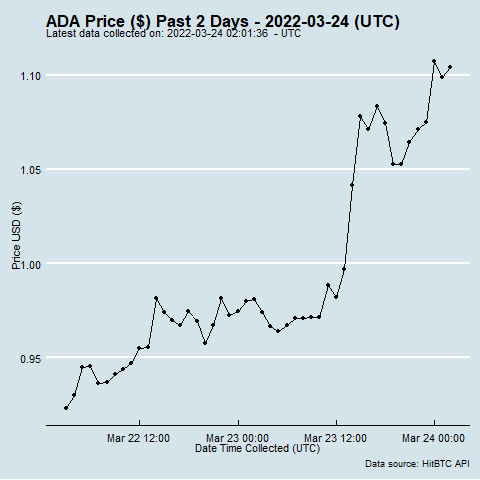 ADA Price ($) Past 2 Days - 2022-03-24 (UTC)
Latest data collected on: 2022-03-24 02:01:36  - UTC
1.10
1.05
1.00
0.95
Price USD ($)
Mar 22 12:00 Mar 23 00:00 Mar 23 12:00 Mar 24 00:00
Date Time Collected (UTC)
Data source: HitBTC API